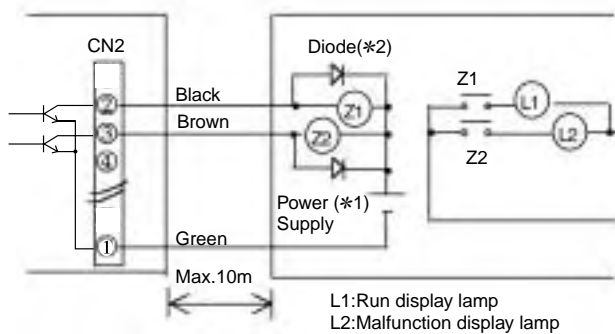 CN2
Diode(*2)
②
Black
Z1
Z1
L1
③
Brown
Z2
L2
④
Z2
Power (*1)
Supply
①
Green
Max.10m
L1:Run display lamp
L2:Malfunction display lamp